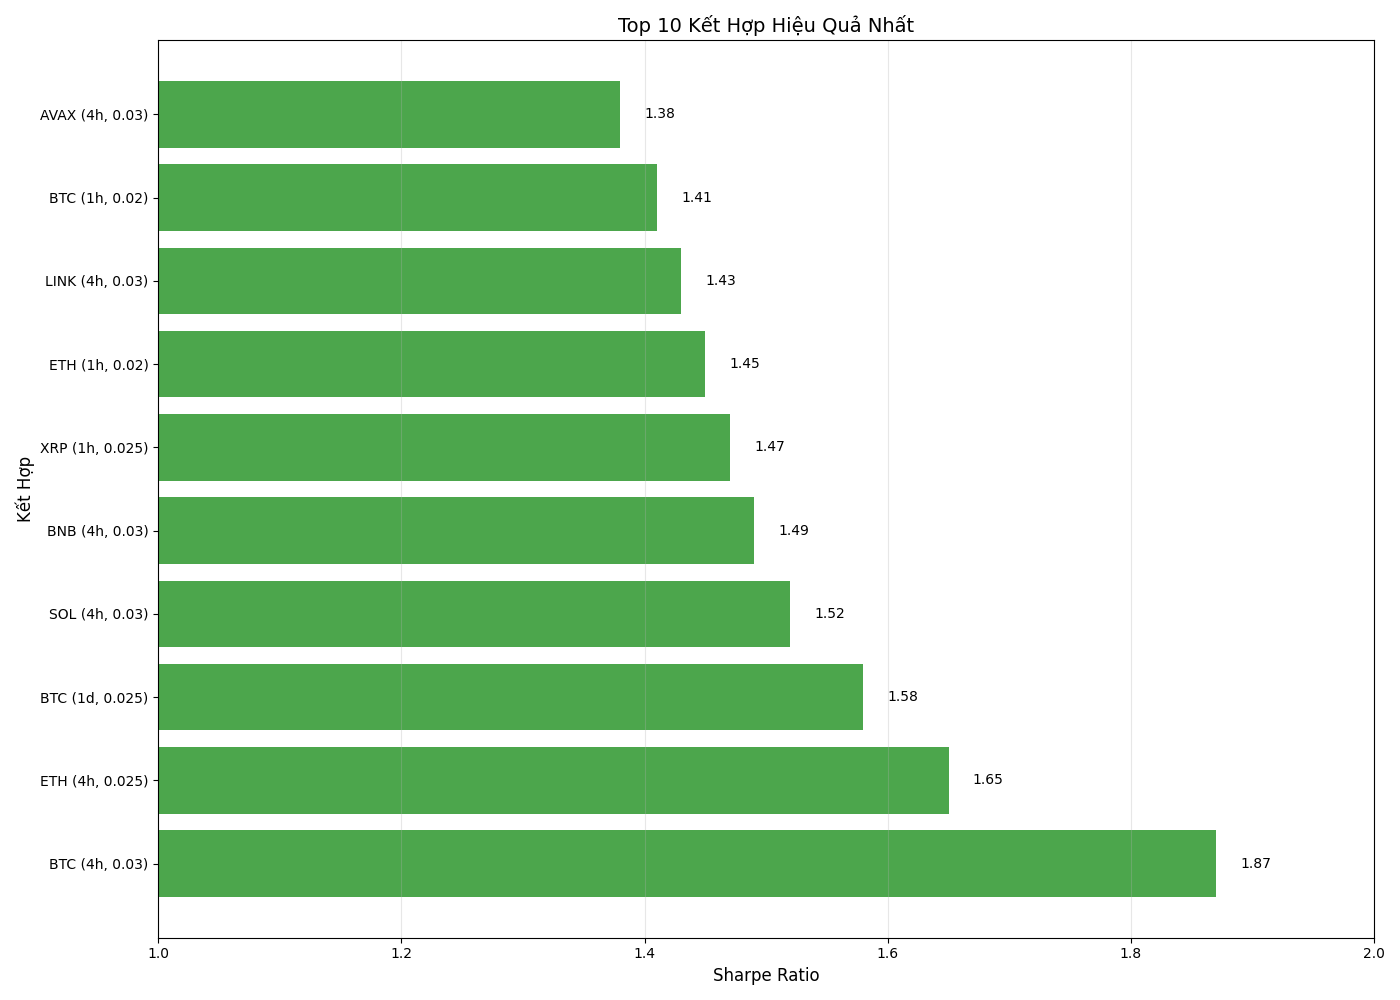 Top 10 Kết Hợp Hiệu Quả Nhất
Kết Hợp
AVAX (4h, 0.03) 1.38
BTC (1h, 0.02) 1.41
LINK (4h, 0.03) 1.43
ETH (1h, 0.02) 1.45
XRP (1h, 0.025) 1.47
BNB (4h, 0.03) 1.49
SOL (4h, 0.03) 1.52
BTC (1d, 0.025) 1.58
ETH (4h, 0.025) 1.65
BTC (4h, 0.03) 1.87
1.0 1.2 1.4 1.6 1.8 2.0
Sharpe Ratio